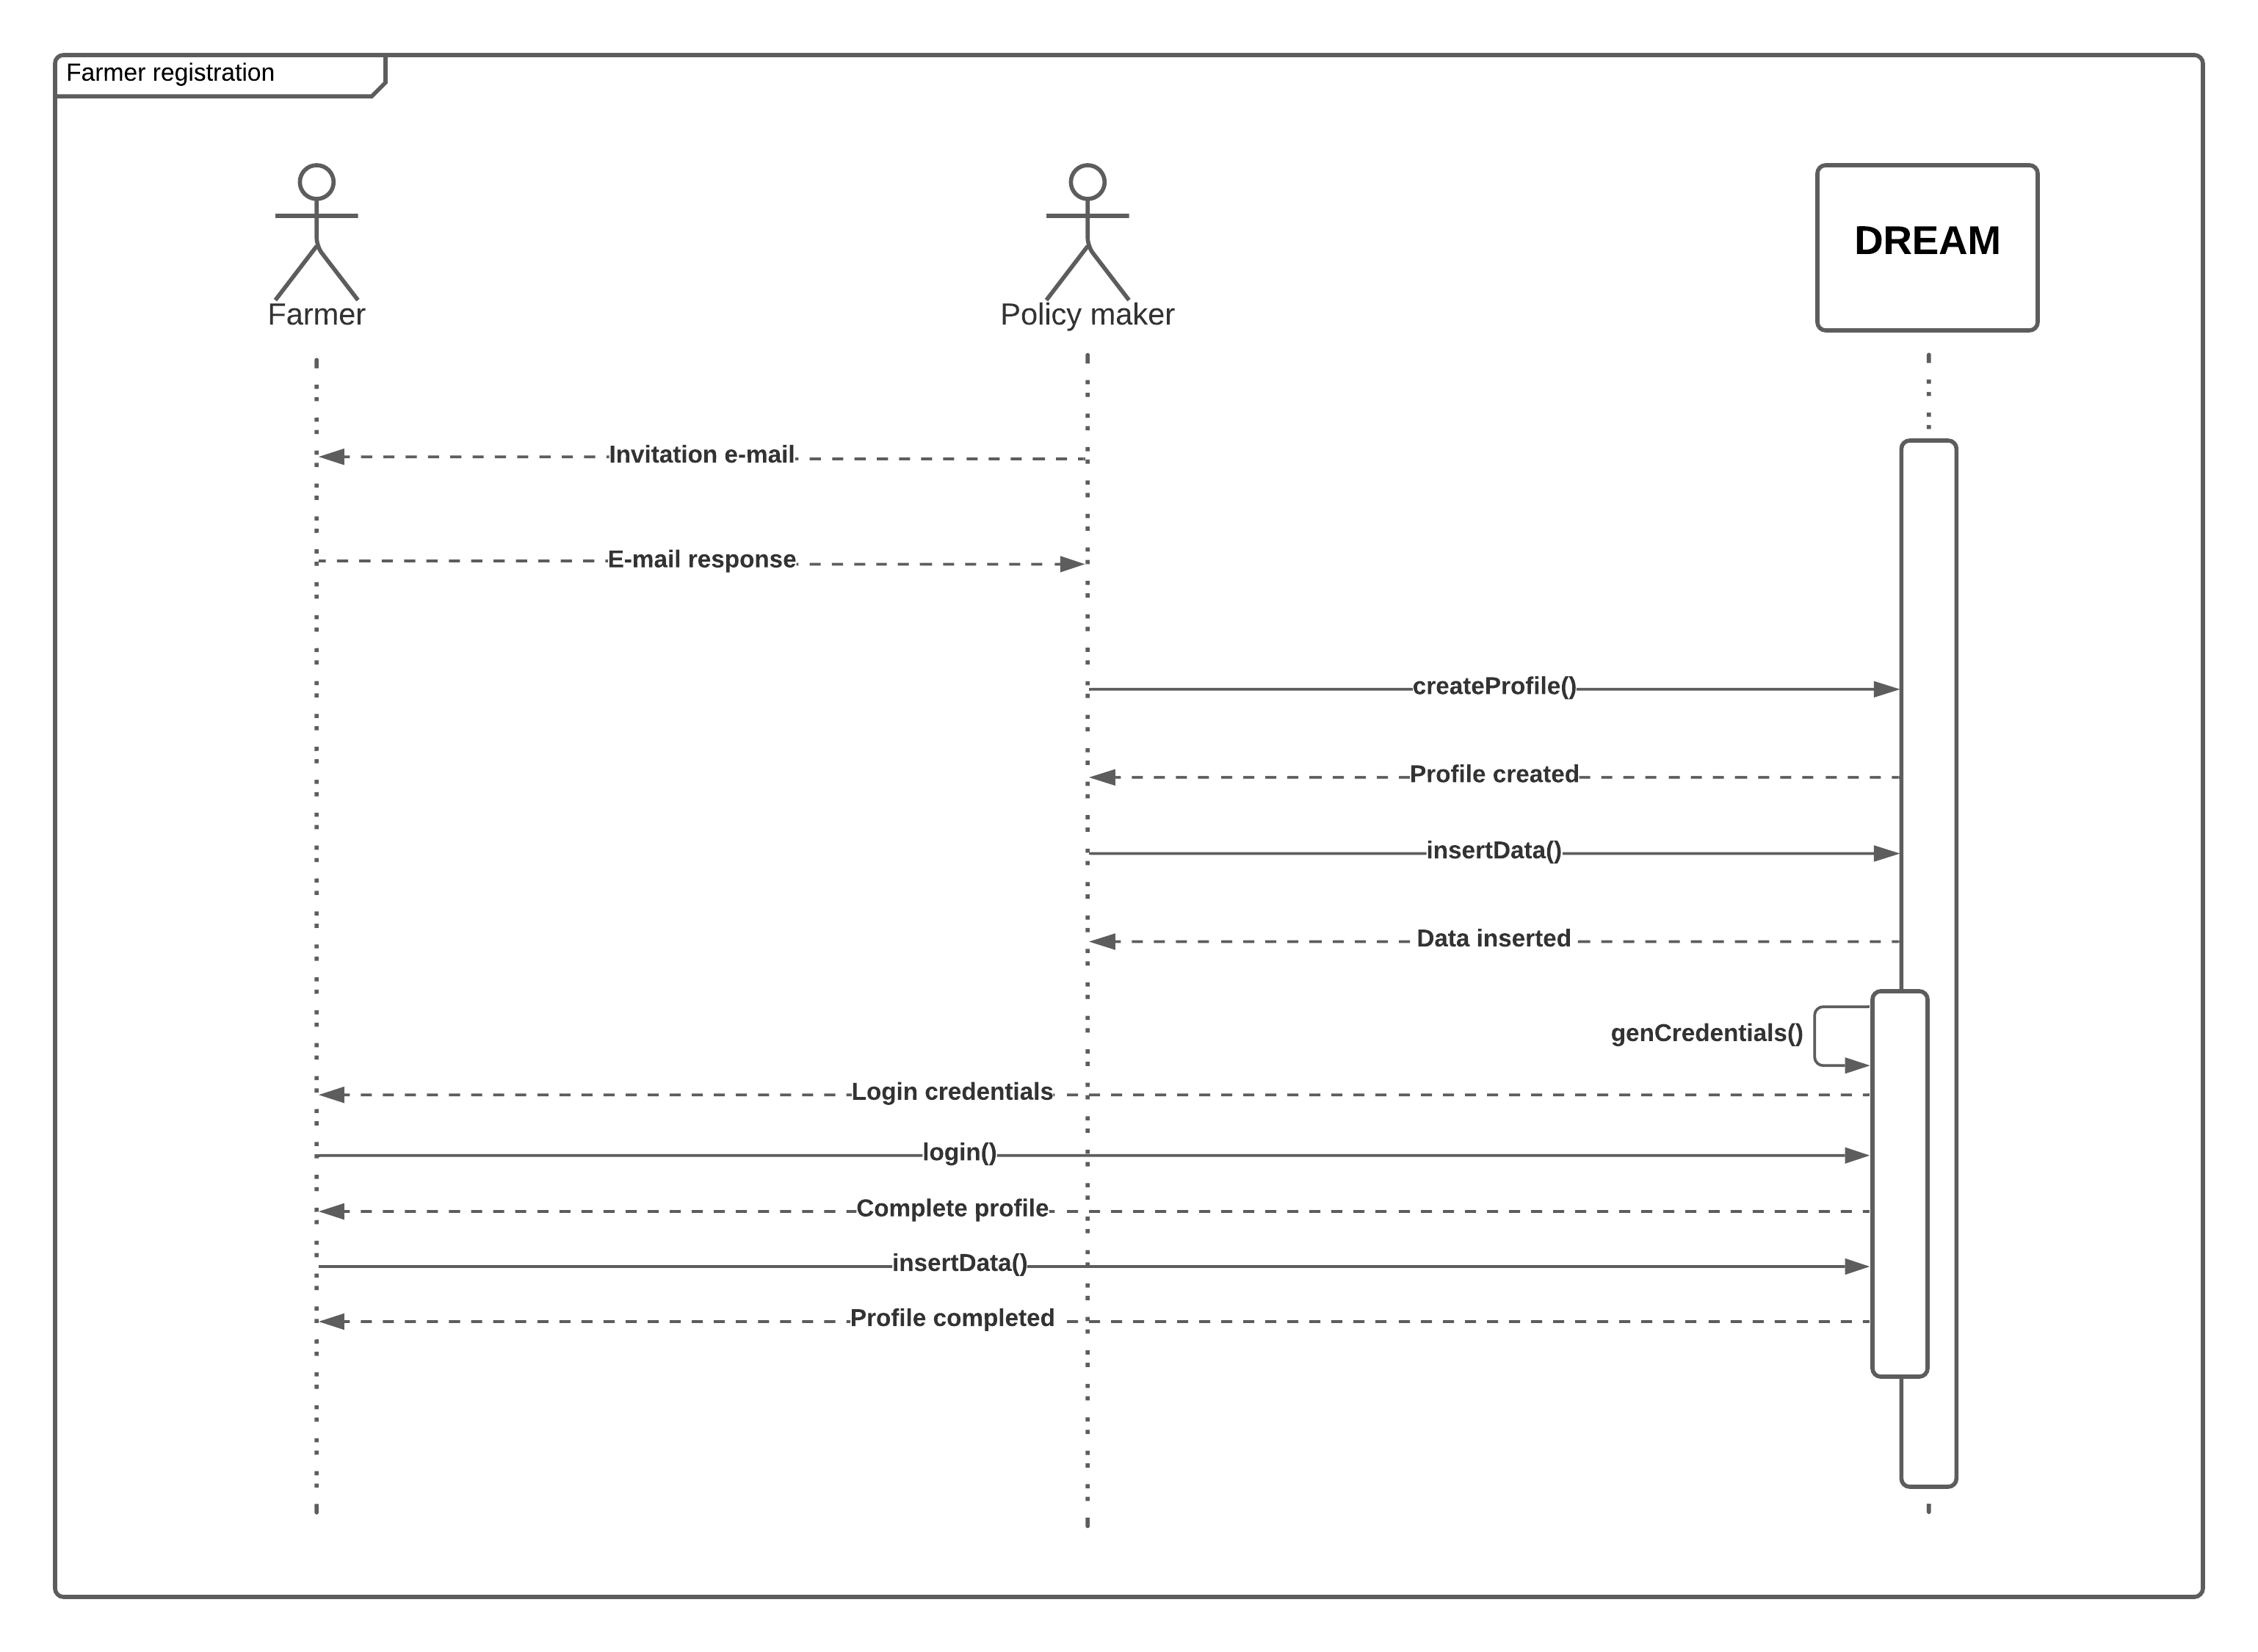 Farmer registration
DREAM
Farmer
Policy maker
Invitation e-mail
E-mail response
createProfile()
Profile created
insertData()
Data inserted
genCredentials()
Login credentials
login()
Complete profile
insertData()
Profile completed